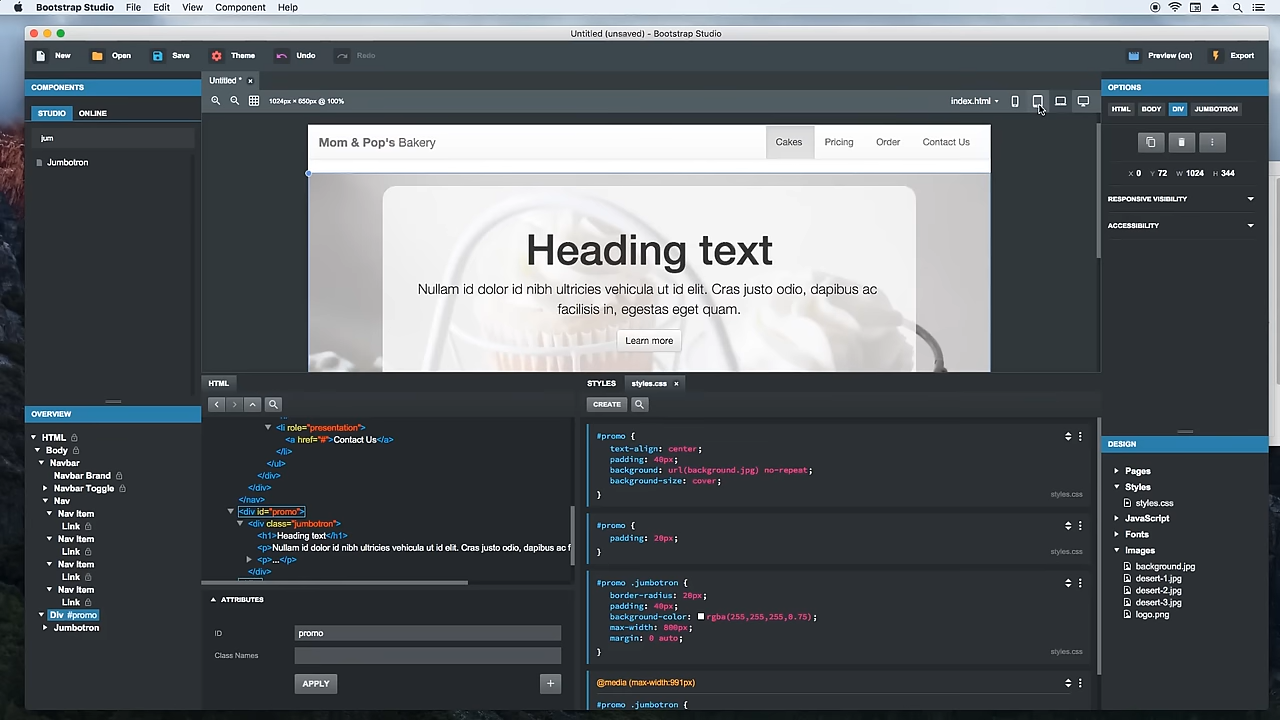 Bootstrap Studio File Edit View Component Help
Untitled (unsaved) - Bootstrap Studio
New Open Save Theme Undo Redo Preview (on) Export
COMPONENTS
STUDIO ONLINE
jum
Jumbotron
Untitled * ×
1024px × 650px @ 100%
index.html
Mom & Pop's Bakery
Cakes Pricing Order Contact Us
Heading text
Nullam id dolor id nibh ultricies vehicula ut id elit. Cras justo odio, dapibus ac
facilisis in, egestas eget quam.
Learn more
OPTIONS
HTML BODY DIV JUMBOTRON
X 0 Y 72 W 1024 H 344
RESPONSIVE VISIBILITY
ACCESSIBILITY
OVERVIEW
HTML
Body
Navbar
Navbar Brand
Navbar Toggle
Nav
Nav Item
Link
Nav Item
Link
Nav Item
Link
Nav Item
Link
Div #promo
Jumbotron
HTML
<li role="presentation">
<a href="#">Contact Us</a>
</li>
</ul>
</div>
</div>
</nav>
<div id="promo">
<div class="jumbotron">
<h1>Heading text</h1>
<p>Nullam id dolor id nibh ultricies vehicula ut id elit. Cras justo odio, dapibus ac f
<p>...</p>
</div>
ATTRIBUTES
ID promo
Class Names
APPLY +
STYLES styles.css ×
CREATE
#promo {
text-align: center;
padding: 40px;
background: url(background.jpg) no-repeat;
background-size: cover;
}
styles.css
#promo {
padding: 20px;
}
styles.css
#promo .jumbotron {
border-radius: 20px;
padding: 40px;
background-color: rgba(255,255,255,0.75);
max-width: 800px;
margin: 0 auto;
}
styles.css
@media (max-width:991px)
#promo .jumbotron {
DESIGN
Pages
Styles
styles.css
JavaScript
Fonts
Images
background.jpg
desert-1.jpg
desert-2.jpg
desert-3.jpg
logo.png